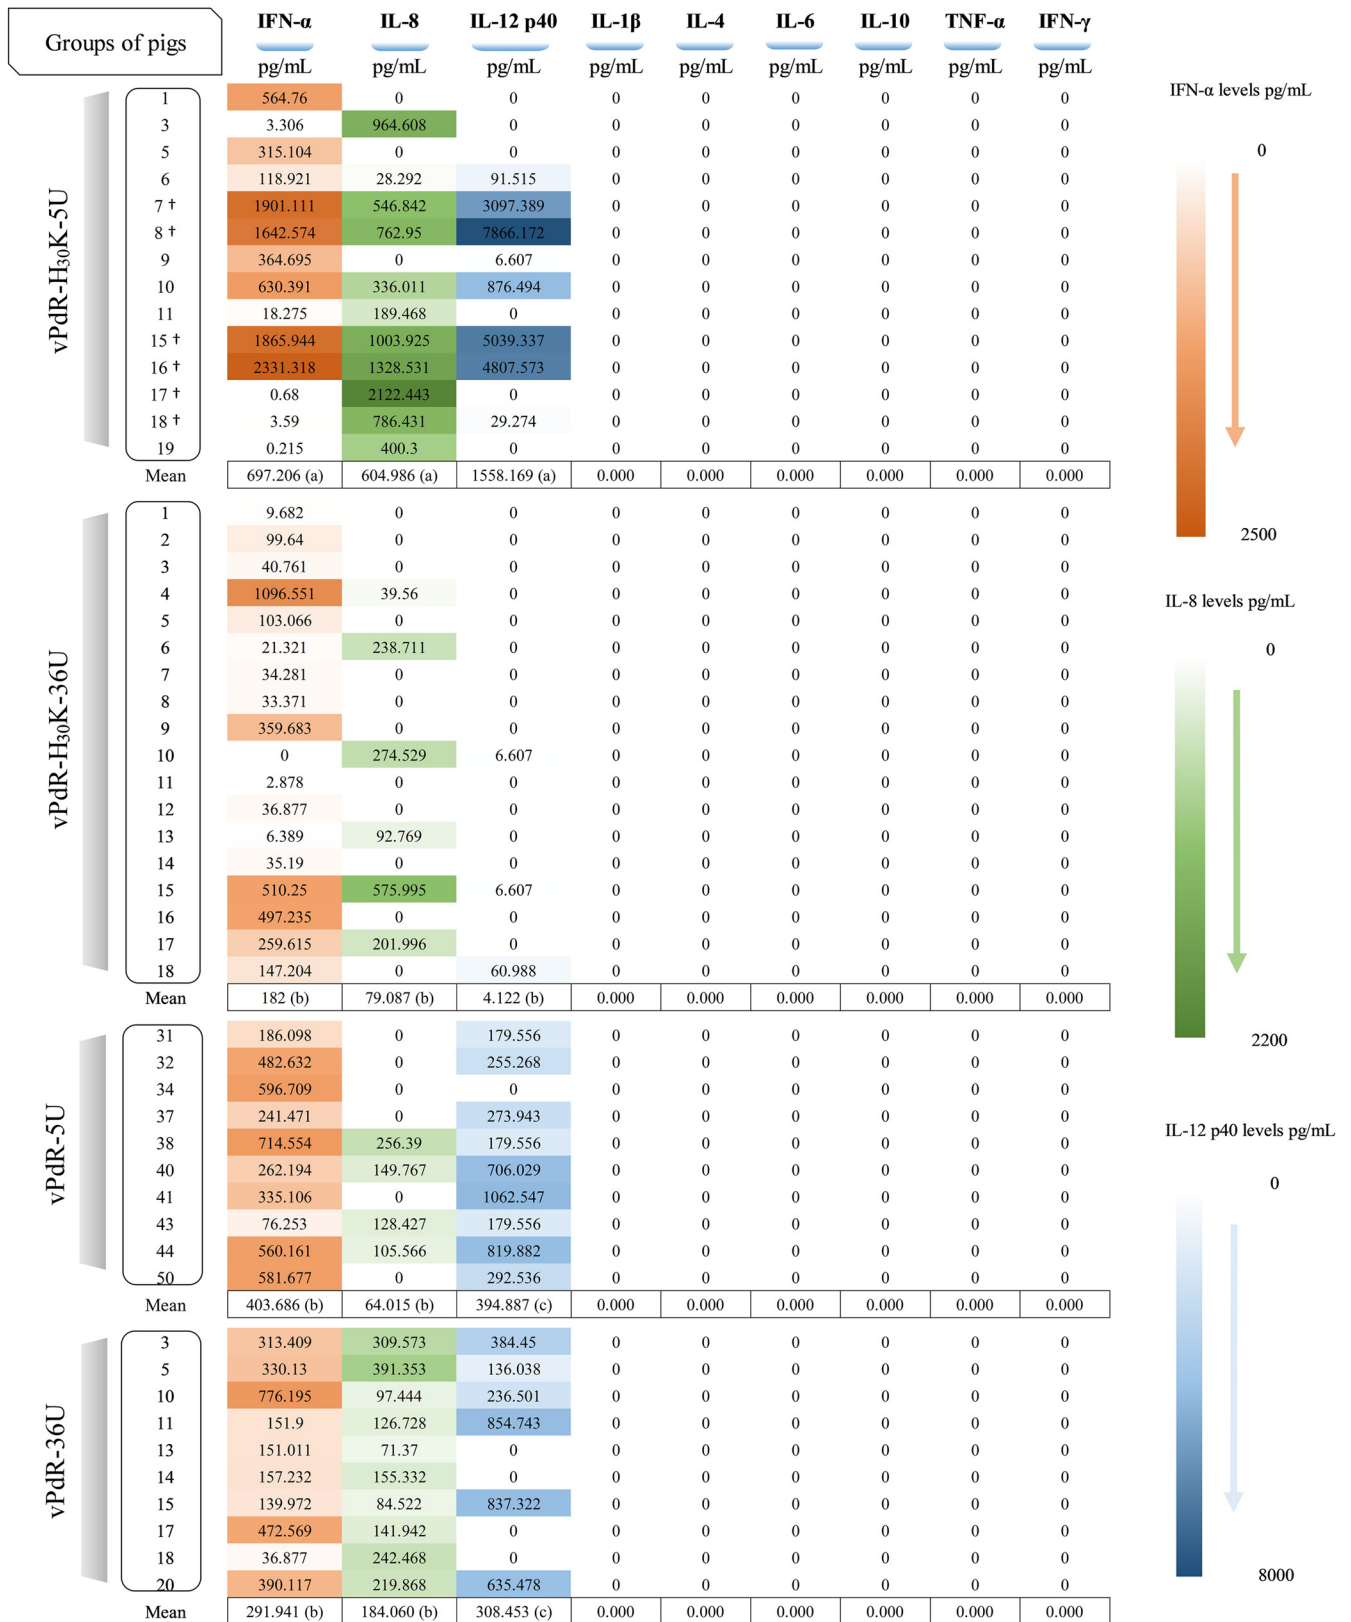 Groups of pigs IFN-α IL-8 IL-12 p40 IL-1β IL-4 IL-6 IL-10 TNF-α IFN-γ
pg/mL pg/mL pg/mL pg/mL pg/mL pg/mL pg/mL pg/mL pg/mL
vPdR-H₃₀K-5U
1 564.76 0 0 0 0 0 0 0 0
3 3.306 964.608 0 0 0 0 0 0 0
5 315.104 0 0 0 0 0 0 0 0
6 118.921 28.292 91.515 0 0 0 0 0 0
7 † 1901.111 546.842 3097.389 0 0 0 0 0 0
8 † 1642.574 762.95 7866.172 0 0 0 0 0 0
9 364.695 0 6.607 0 0 0 0 0 0
10 630.391 336.011 876.494 0 0 0 0 0 0
11 18.275 189.468 0 0 0 0 0 0 0
15 † 1865.944 1003.925 5039.337 0 0 0 0 0 0
16 † 2331.318 1328.531 4807.573 0 0 0 0 0 0
17 † 0.68 2122.443 0 0 0 0 0 0 0
18 † 3.59 786.431 29.274 0 0 0 0 0 0
19 0.215 400.3 0 0 0 0 0 0 0
Mean 697.206 (a) 604.986 (a) 1558.169 (a) 0.000 0.000 0.000 0.000 0.000 0.000
vPdR-H₃₀K-36U
1 9.682 0 0 0 0 0 0 0 0
2 99.64 0 0 0 0 0 0 0 0
3 40.761 0 0 0 0 0 0 0 0
4 1096.551 39.56 0 0 0 0 0 0 0
5 103.066 0 0 0 0 0 0 0 0
6 21.321 238.711 0 0 0 0 0 0 0
7 34.281 0 0 0 0 0 0 0 0
8 33.371 0 0 0 0 0 0 0 0
9 359.683 0 0 0 0 0 0 0 0
10 0 274.529 6.607 0 0 0 0 0 0
11 2.878 0 0 0 0 0 0 0 0
12 36.877 0 0 0 0 0 0 0 0
13 6.389 92.769 0 0 0 0 0 0 0
14 35.19 0 0 0 0 0 0 0 0
15 510.25 575.995 6.607 0 0 0 0 0 0
16 497.235 0 0 0 0 0 0 0 0
17 259.615 201.996 0 0 0 0 0 0 0
18 147.204 0 60.988 0 0 0 0 0 0
Mean 182 (b) 79.087 (b) 4.122 (b) 0.000 0.000 0.000 0.000 0.000 0.000
vPdR-5U
31 186.098 0 179.556 0 0 0 0 0 0
32 482.632 0 255.268 0 0 0 0 0 0
34 596.709 0 0 0 0 0 0 0 0
37 241.471 0 273.943 0 0 0 0 0 0
38 714.554 256.39 179.556 0 0 0 0 0 0
40 262.194 149.767 706.029 0 0 0 0 0 0
41 335.106 0 1062.547 0 0 0 0 0 0
43 76.253 128.427 179.556 0 0 0 0 0 0
44 560.161 105.566 819.882 0 0 0 0 0 0
50 581.677 0 292.536 0 0 0 0 0 0
Mean 403.686 (b) 64.015 (b) 394.887 (c) 0.000 0.000 0.000 0.000 0.000 0.000
vPdR-36U
3 313.409 309.573 384.45 0 0 0 0 0 0
5 330.13 391.353 136.038 0 0 0 0 0 0
10 776.195 97.444 236.501 0 0 0 0 0 0
11 151.9 126.728 854.743 0 0 0 0 0 0
13 151.011 71.37 0 0 0 0 0 0 0
14 157.232 155.332 0 0 0 0 0 0 0
15 139.972 84.522 837.322 0 0 0 0 0 0
17 472.569 141.942 0 0 0 0 0 0 0
18 36.877 242.468 0 0 0 0 0 0 0
20 390.117 219.868 635.478 0 0 0 0 0 0
Mean 291.941 (b) 184.060 (b) 308.453 (c) 0.000 0.000 0.000 0.000 0.000 0.000
IFN-α levels pg/mL
0
2500
IL-8 levels pg/mL
0
2200
IL-12 p40 levels pg/mL
0
8000